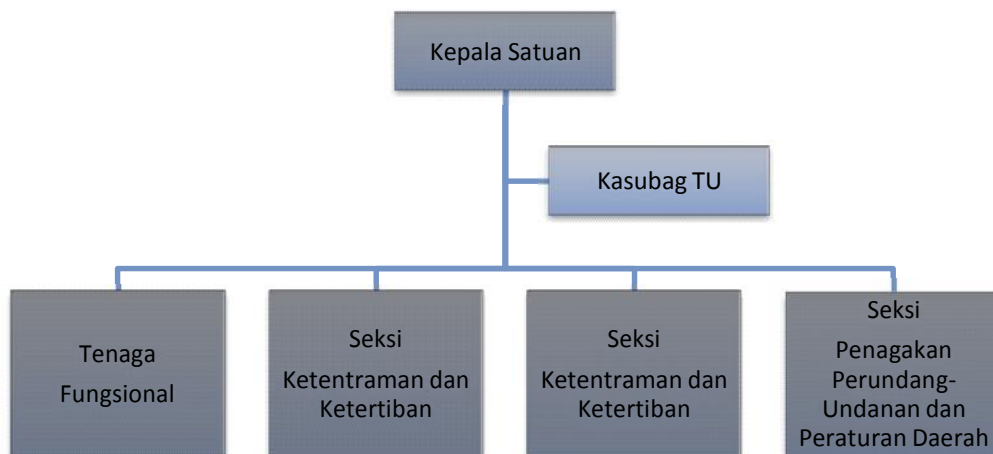 Kepala Satuan
Kasubag TU
Tenaga
Fungsional
Seksi
Ketentraman dan
Ketertiban
Seksi
Ketentraman dan
Ketertiban
Seksi
Penagakan
Perundang-
Undanan dan
Peraturan Daerah